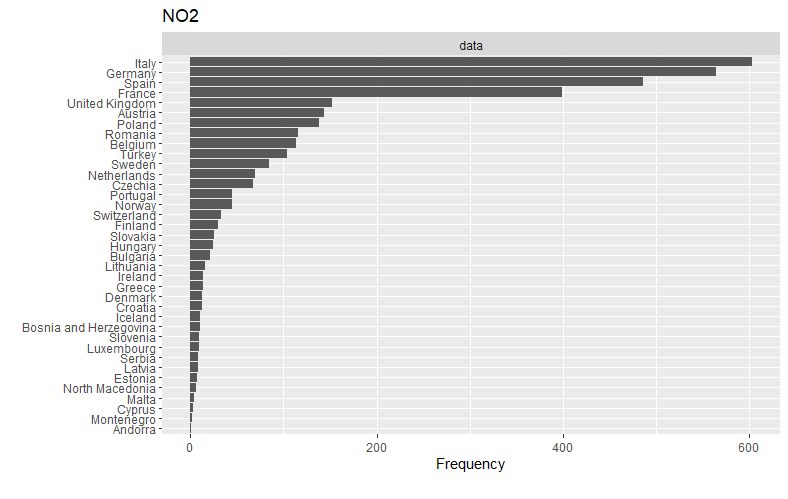 NO2
data
Italy
Germany
Spain
France
United Kingdom
Austria
Poland
Romania
Belgium
Turkey
Sweden
Netherlands
Czechia
Portugal
Norway
Switzerland
Finland
Slovakia
Hungary
Bulgaria
Lithuania
Ireland
Greece
Denmark
Croatia
Iceland
Bosnia and Herzegovina
Slovenia
Luxembourg
Serbia
Latvia
Estonia
North Macedonia
Malta
Cyprus
Montenegro
Andorra
0 200 400 600
Frequency